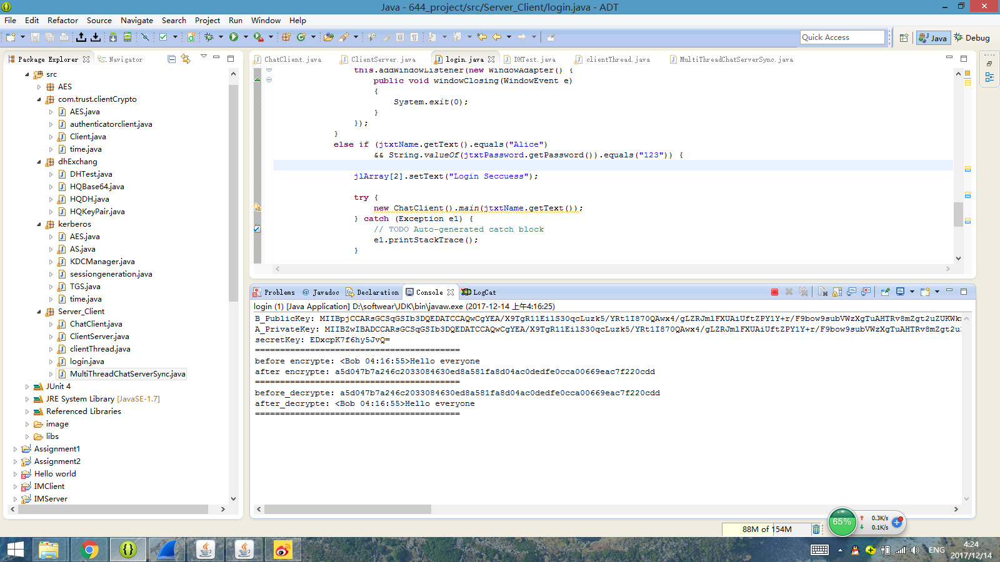 Java - 644_project/src/Server_Client/login.java - ADT
File Edit Refactor Source Navigate Search Project Run Window Help
Quick Access
Java
Debug
Package Explorer
Navigator
src
AES
com.trust.clientCrypto
AES.java
authenticatorclient.java
Client.java
time.java
dhExchang
DHTest.java
HQBase64.java
HQDH.java
HQKeyPair.java
kerberos
AES.java
AS.java
KDCManager.java
sessiongeneration.java
TGS.java
time.java
Server_Client
ChatClient.java
ClientServer.java
clientThread.java
login.java
MultiThreadChatServerSync.java
JUnit 4
JRE System Library [JavaSE-1.7]
Referenced Libraries
image
libs
Assignment1
Assignment2
Hello world
IMClient
IMServer
ChatClient.java
ClientServer.java
login.java
DHTest.java
clientThread.java
MultiThreadChatServerSync.java
this.addWindowListener(new WindowAdapter() {
public void windowClosing(WindowEvent e)
{
System.exit(0);
}
});
}
else if (jtxtName.getText().equals("Alice")
&& String.valueOf(jtxtPassword.getPassword()).equals("123")) {
jlArray[2].setText("Login Seccuess");
try {
new ChatClient().main(jtxtName.getText());
} catch (Exception e1) {
// TODO Auto-generated catch block
e1.printStackTrace();
}
Problems @ Javadoc Declaration Console LogCat
login (1) [Java Application] D:\softwear\JDK\bin\javaw.exe (2017-12-14 上午4:16:25)
B_PublicKey: MIIBpjCCARsGCSqGSIb3DQEDATCCAQwCgYEA/X9TgR11EilS30qcLuzk5/YRt1I870QAwx4/gLZRJmlFXUAiUftZPY1Y+r/F9bow9subVWzXgTuAHTRv8mZgt2uZUKWkn
A_PrivateKey: MIIBZwIBADCCARsGCSqGSIb3DQEDATCCAQwCgYEA/X9TgR11EilS30qcLuzk5/YRt1I870QAwx4/gLZRJmlFXUAiUftZPY1Y+r/F9bow9subVWzXgTuAHTRv8mZgt2u
secretKey: EDxcpK7f6hy5JvQ=
=========================================
before encrypte: <Bob 04:16:55>Hello everyone
after encrypte: a5d047b7a246c2033084630ed8a581fa8d04ac0dedfe0cca00669eac7f220cdd
=========================================
before_decrypte: a5d047b7a246c2033084630ed8a581fa8d04ac0dedfe0cca00669eac7f220cdd
after_decrypte: <Bob 04:16:55>Hello everyone
=========================================
88M of 154M
65%
0.3K/s
0.1K/s
ENG
4:24
2017/12/14